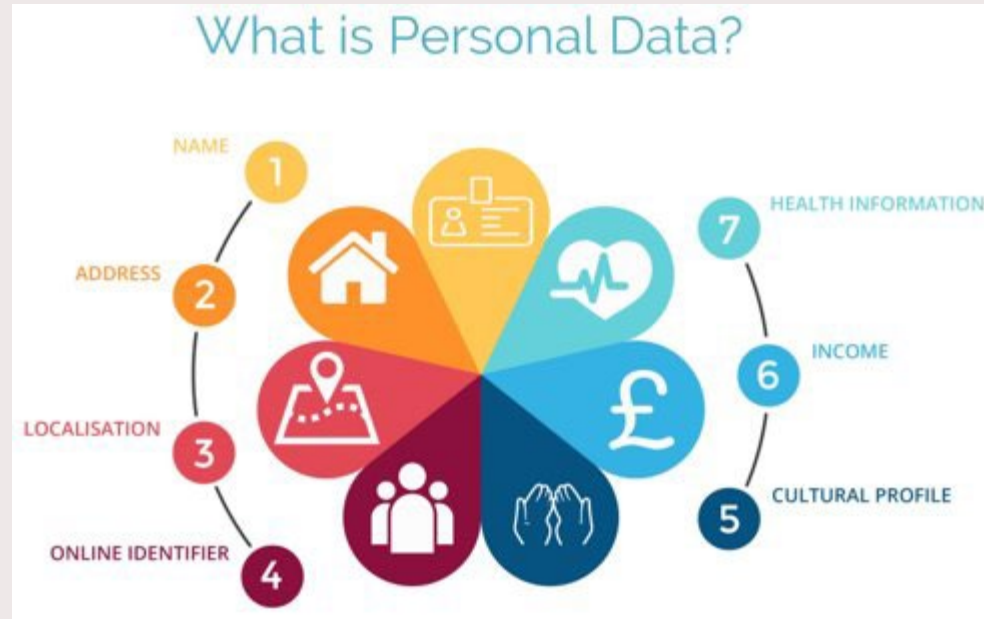 What is Personal Data?
NAME
1
ADDRESS
2
LOCALISATION
3
ONLINE IDENTIFIER
4
7
HEALTH INFORMATION
6
INCOME
5
CULTURAL PROFILE
£